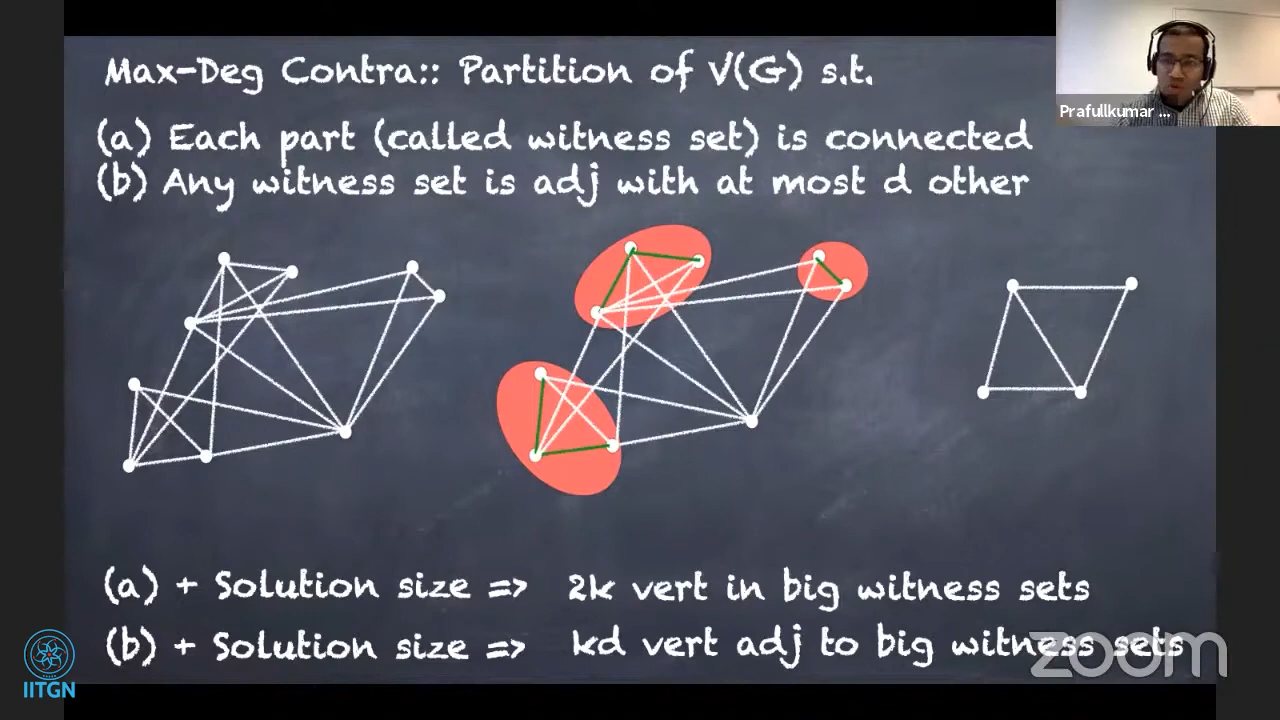 Max-Deg Contra:: Partition of V(G) s.t.
Prafullkumar ...
(a) Each part (called witness set) is connected
(b) Any witness set is adj with at most d other
(a) + Solution size => 2k vert in big witness sets
(b) + Solution size => kd vert adj to big witness sets
zoom
IITGN